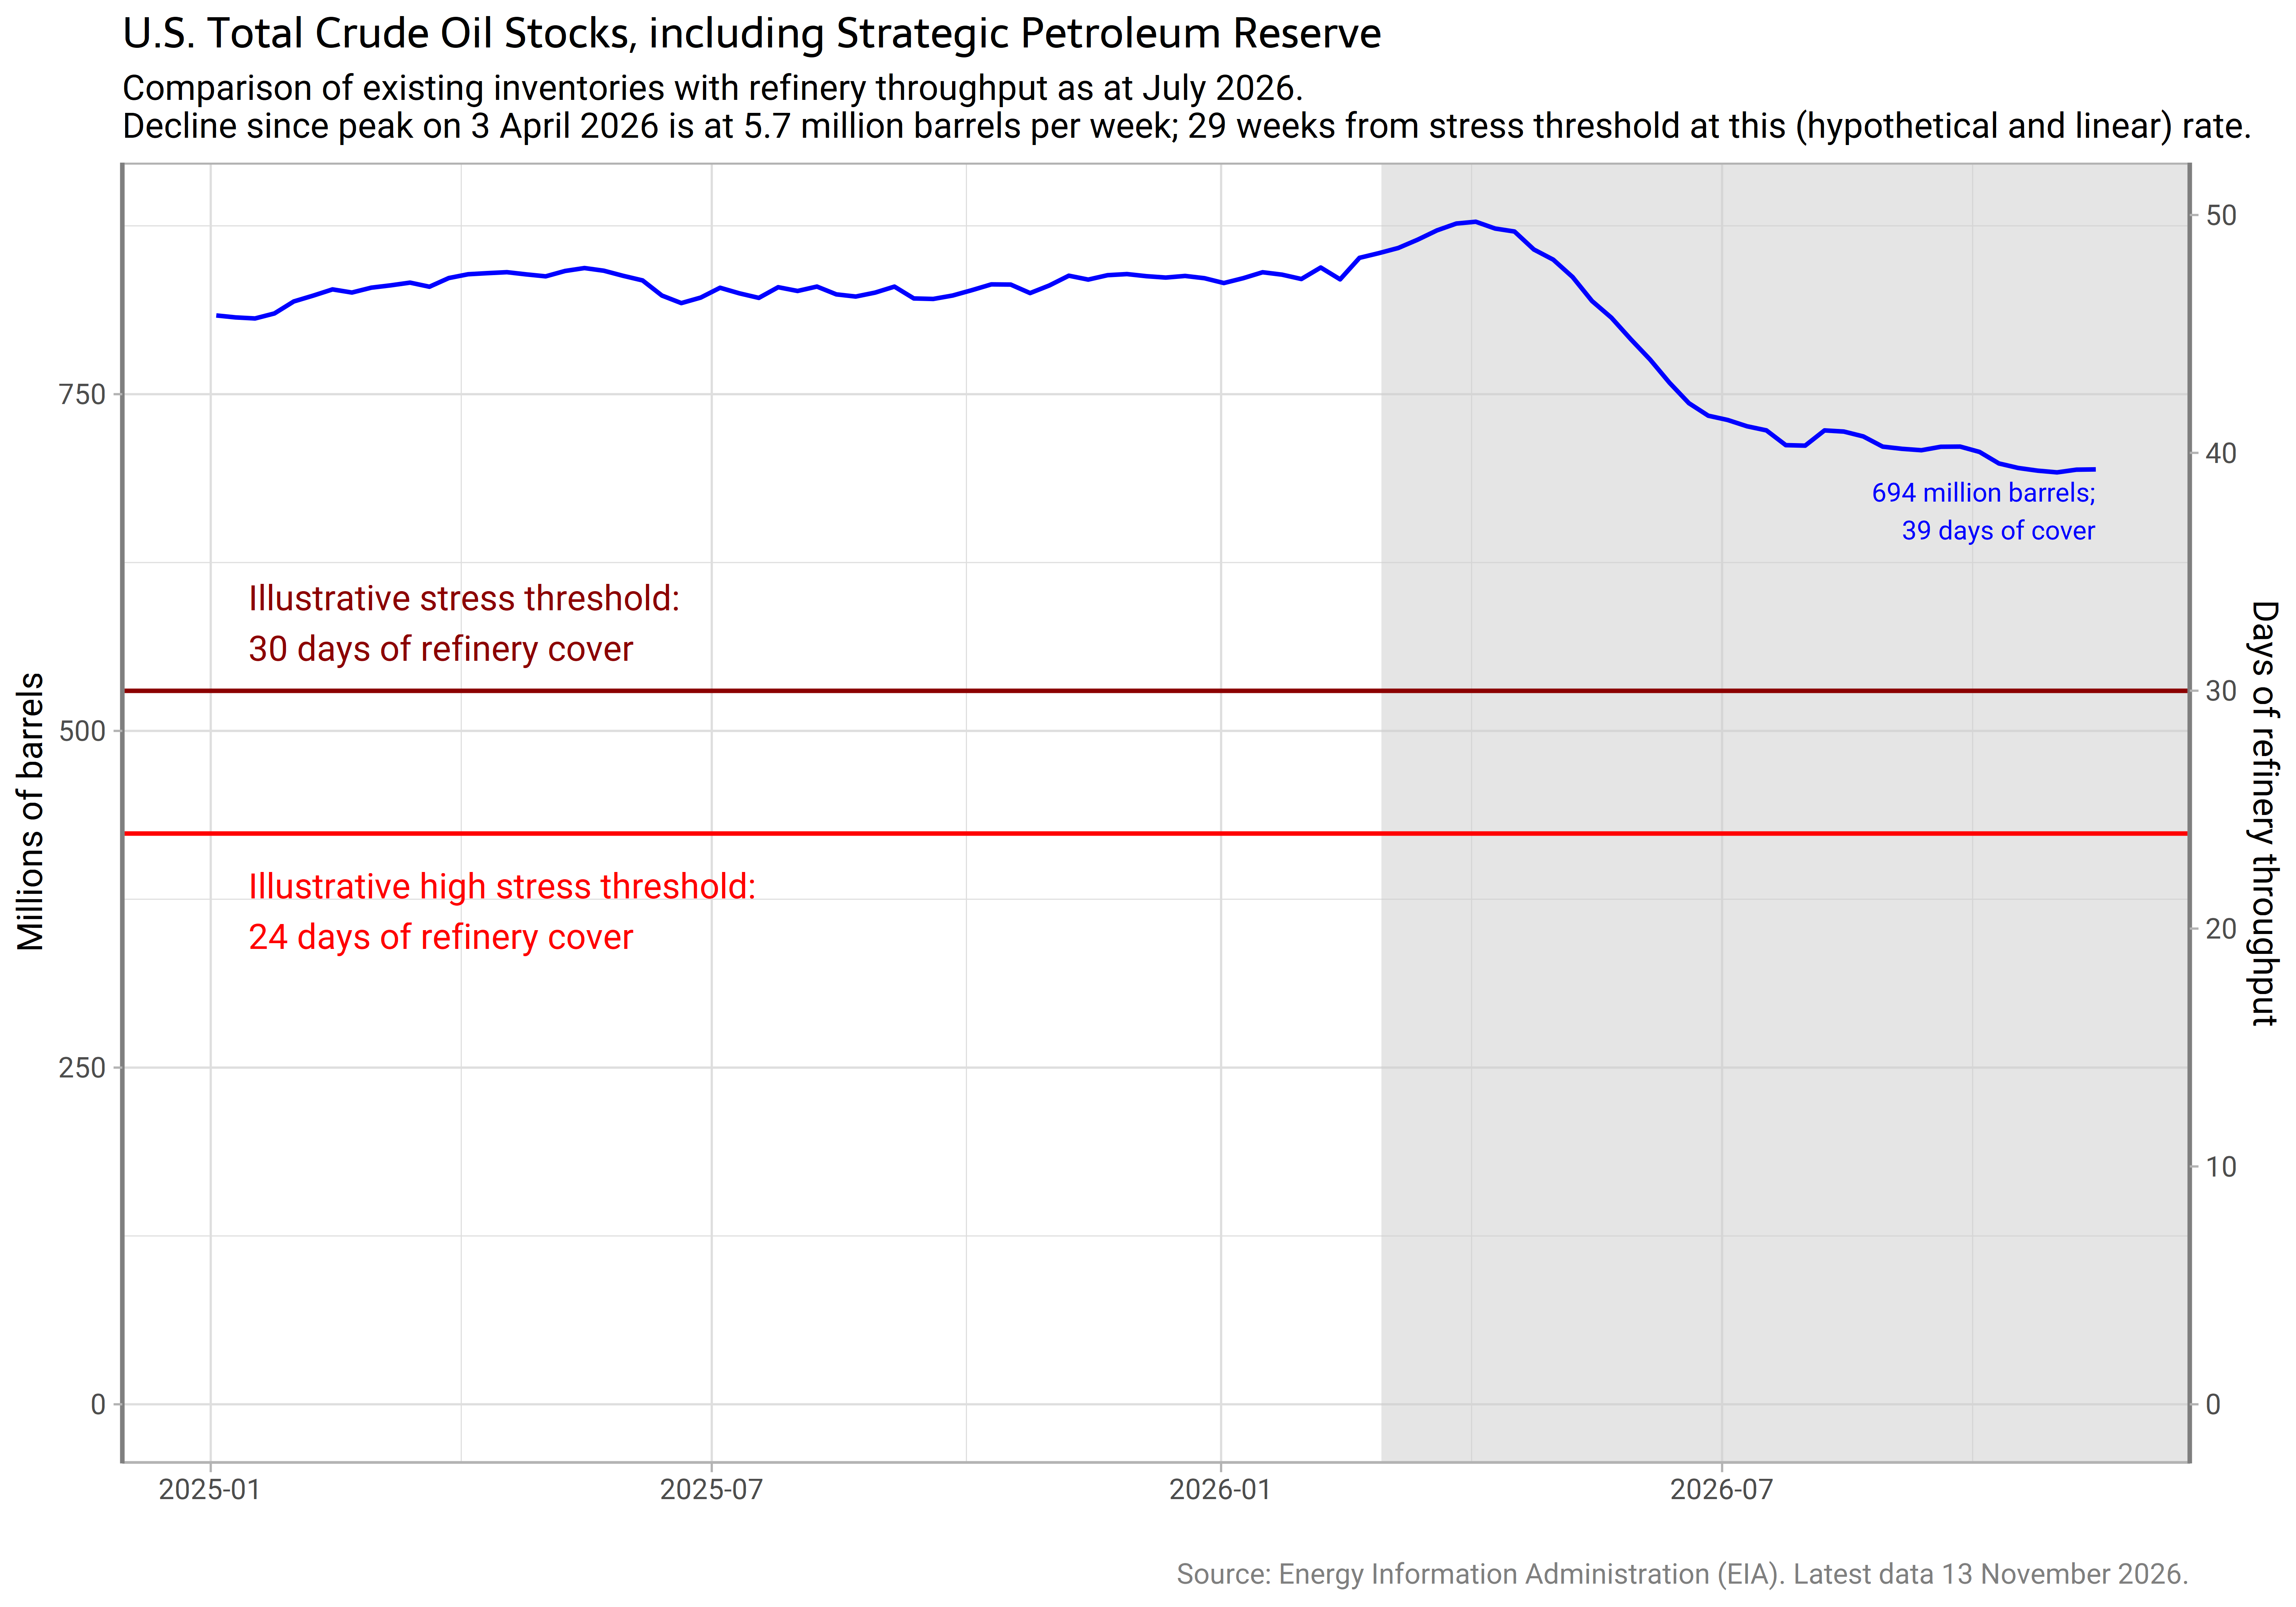 U.S. Total Crude Oil Stocks, including Strategic Petroleum Reserve
Comparison of existing inventories with refinery throughput as at July 2026.
Decline since peak on 3 April 2026 is at 5.7 million barrels per week; 29 weeks from stress threshold at this (hypothetical and linear) rate.
Millions of barrels
750
500
250
0
694 million barrels;
39 days of cover
Illustrative stress threshold:
30 days of refinery cover
Illustrative high stress threshold:
24 days of refinery cover
50
40
30
20
10
0
Days of refinery throughput
2025-01
2025-07
2026-01
2026-07
Source: Energy Information Administration (EIA). Latest data 13 November 2026.